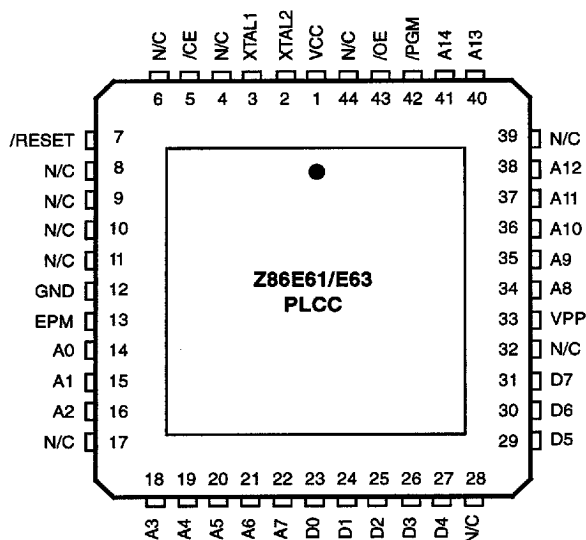 N/C /CE N/C XTAL1 XTAL2 VCC N/C /OE /PGM A14 A13
6 5 4 3 2 1 44 43 42 41 40
/RESET 7
N/C 8
N/C 9
N/C 10
N/C 11
GND 12
EPM 13
A0 14
A1 15
A2 16
N/C 17
Z86E61/E63
PLCC
39 N/C
38 A12
37 A11
36 A10
35 A9
34 A8
33 VPP
32 N/C
31 D7
30 D6
29 D5
18 19 20 21 22 23 24 25 26 27 28
A3 A4 A5 A6 A7 D0 D1 D2 D3 D4 N/C